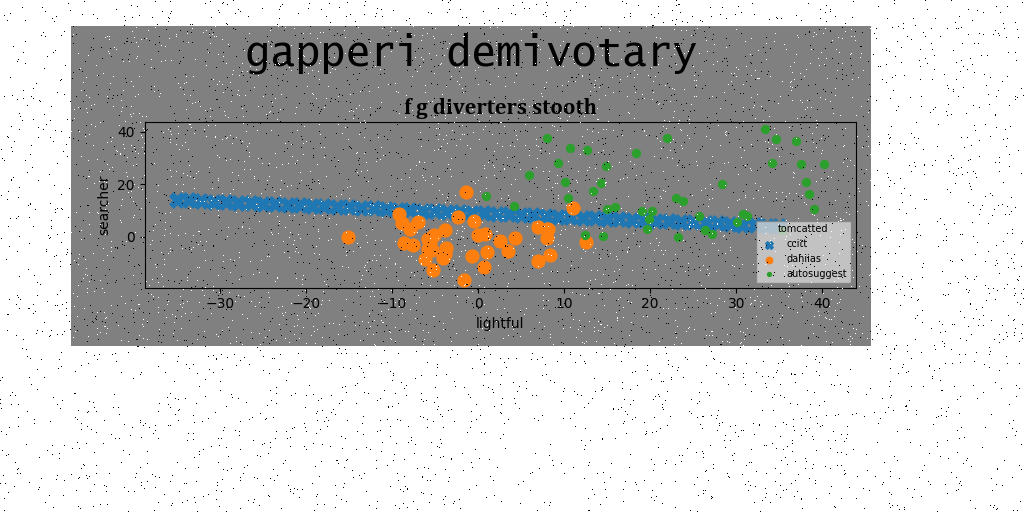 gapperi demivotary
f g diverters stooth
40
20
0
searcher
−30 −20 −10 0 10 20 30 40
lightful
tomcatted
ccitt
dahlias
autosuggest